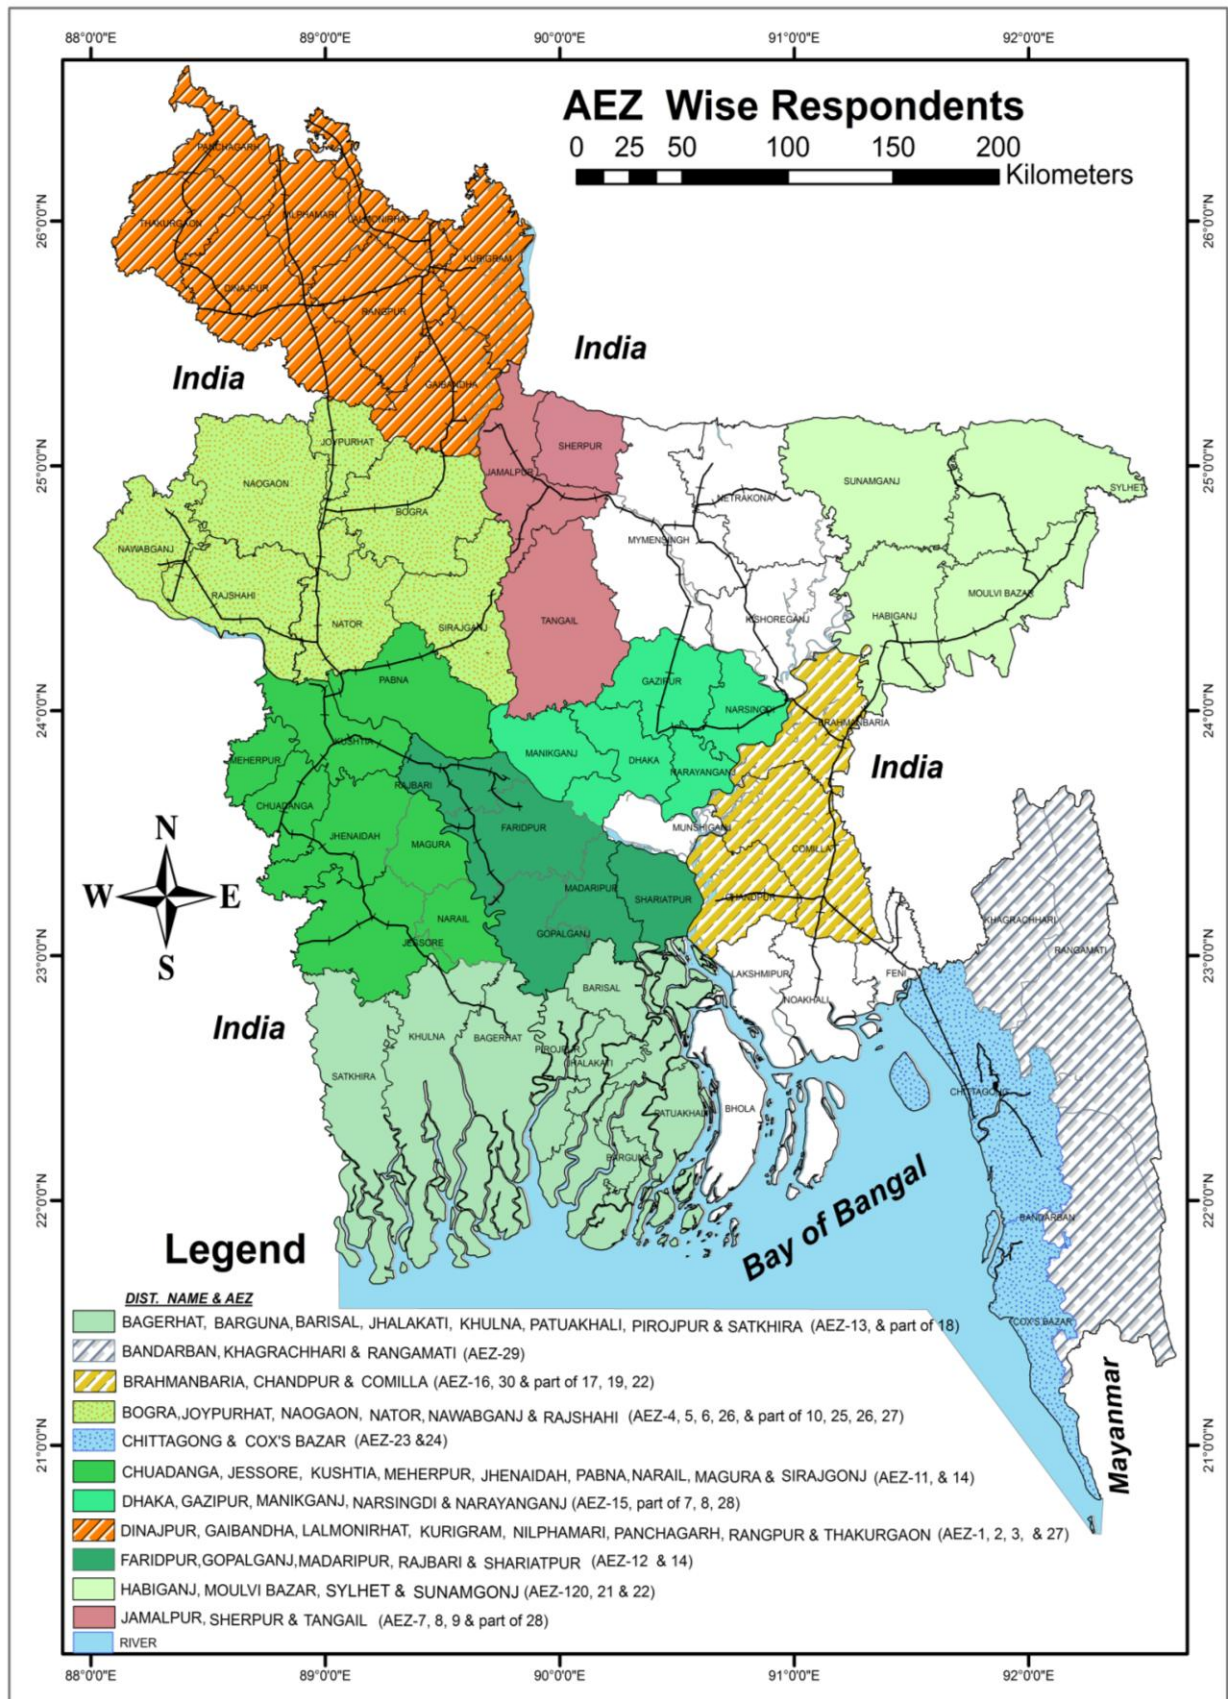 88°0'0"E 89°0'0"E 90°0'0"E 91°0'0"E 92°0'0"E
AEZ Wise Respondents
0 25 50 100 150 200
Kilometers
26°0'0"N 26°0'0"N
25°0'0"N 25°0'0"N
24°0'0"N 24°0'0"N
23°0'0"N 23°0'0"N
22°0'0"N 22°0'0"N
21°0'0"N 21°0'0"N
PANCHAGARH
THAKURGAON
NILPHAMARI
LALMONIRHAT
KURIGRAM
DINAJPUR
RANGPUR
GAIBANDHA
India
India
JOYPURHAT
NAOGAON
BOGRA
NAWABGANJ
RAJSHAHI
NATOR
SIRAJGANJ
SHERPUR
JAMALPUR
TANGAIL
NETRAKONA
MYMENSINGH
KISHOREGANJ
SUNAMGANJ
SYLHET
MOULVI BAZAR
HABIGANJ
PABNA
KUSHTIA
MEHERPUR
CHUADANGA
JHENAIDAH
MAGURA
NARAIL
JESSORE
RAJBARI
FARIDPUR
MADARIPUR
SHARIATPUR
GOPALGANJ
GAZIPUR
NARSINGDI
MANIKGANJ
DHAKA
NARAYANGANJ
MUNSHIGANJ
BRAHMANBARIA
COMILLA
CHANDPUR
India
N
W E
S
India
LAKSHMIPUR
NOAKHALI
FENI
KHAGRACHHARI
RANGAMATI
BARISAL
KHULNA
BAGERHAT
PIROJPUR
JHALAKATI
SATKHIRA
PATUAKHALI
BHOLA
BARGUNA
CHITTAGONG
BANDARBAN
COX'S BAZAR
Bay of Bangal
Mayanmar
Legend
DIST. NAME & AEZ
BAGERHAT, BARGUNA, BARISAL, JHALAKATI, KHULNA, PATUAKHALI, PIROJPUR & SATKHIRA (AEZ-13, & part of 18)
BANDARBAN, KHAGRACHHARI & RANGAMATI (AEZ-29)
BRAHMANBARIA, CHANDPUR & COMILLA (AEZ-16, 30 & part of 17, 19, 22)
BOGRA, JOYPURHAT, NAOGAON, NATOR, NAWABGANJ & RAJSHAHI (AEZ-4, 5, 6, 26, & part of 10, 25, 26, 27)
CHITTAGONG & COX'S BAZAR (AEZ-23 &24)
CHUADANGA, JESSORE, KUSHTIA, MEHERPUR, JHENAIDAH, PABNA, NARAIL, MAGURA & SIRAJGONJ (AEZ-11, & 14)
DHAKA, GAZIPUR, MANIKGANJ, NARSINGDI & NARAYANGANJ (AEZ-15, part of 7, 8, 28)
DINAJPUR, GAIBANDHA, LALMONIRHAT, KURIGRAM, NILPHAMARI, PANCHAGARH, RANGPUR & THAKURGAON (AEZ-1, 2, 3, & 27)
FARIDPUR, GOPALGANJ, MADARIPUR, RAJBARI & SHARIATPUR (AEZ-12 & 14)
HABIGANJ, MOULVI BAZAR, SYLHET & SUNAMGONJ (AEZ-120, 21 & 22)
JAMALPUR, SHERPUR & TANGAIL (AEZ-7, 8, 9 & part of 28)
RIVER
88°0'0"E 89°0'0"E 90°0'0"E 91°0'0"E 92°0'0"E